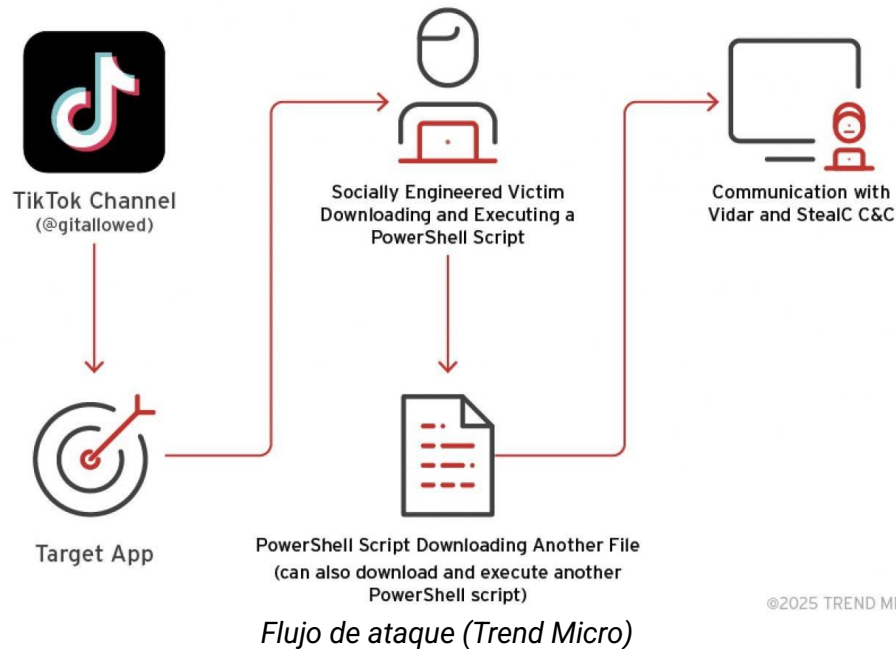 TikTok Channel
(@gitallowed)
Target App
Socially Engineered Victim
Downloading and Executing a
PowerShell Script
PowerShell Script Downloading Another File
(can also download and execute another
PowerShell script)
Communication with
Vidar and StealC C&C
©2025 TREND MI
Flujo de ataque (Trend Micro)